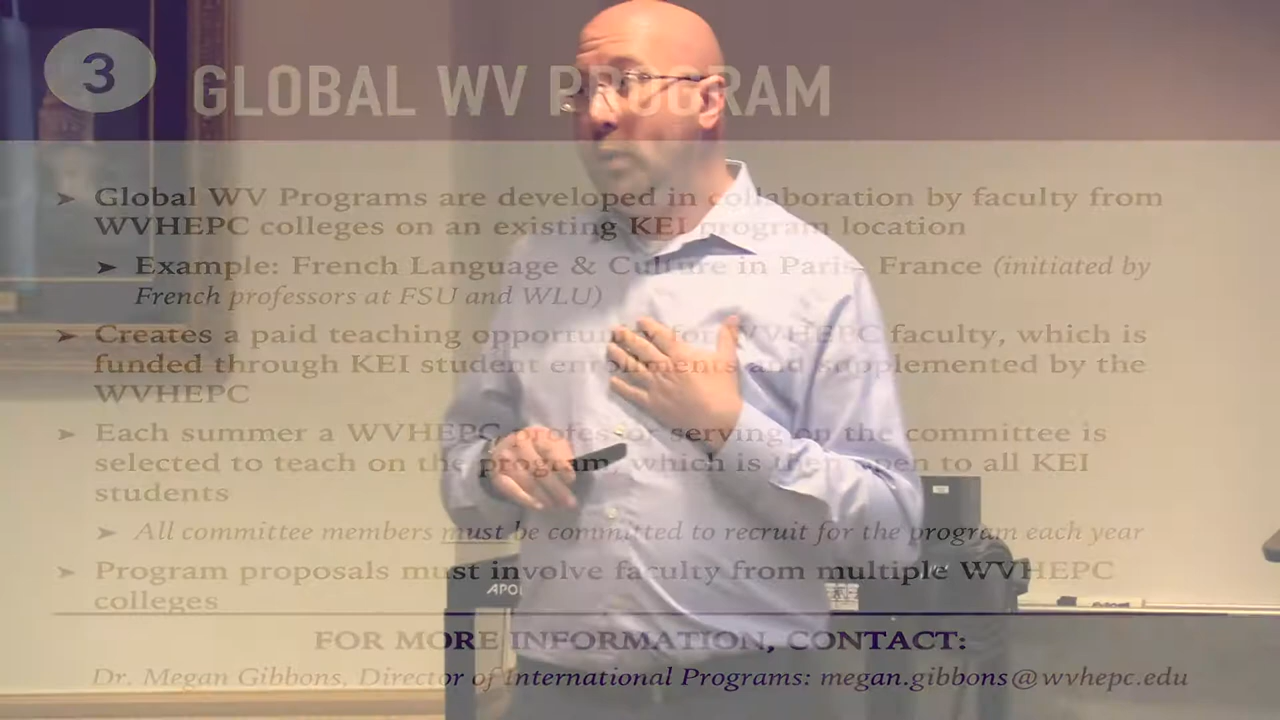 3
GLOBAL WV PROGRAM
Global WV Programs are developed in collaboration by faculty from
WVHEPC colleges on an existing KEI program location
Example: French Language & Culture in Paris, France (initiated by
French professors at FSU and WLU)
Creates a paid teaching opportunity for WVHEPC faculty, which is
funded through KEI student enrollments and supplemented by the
WVHEPC
Each summer a WVHEPC professor serving on the committee is
selected to teach on the program, which is then open to all KEI
students
All committee members must be committed to recruit for the program each year
Program proposals must involve faculty from multiple WVHEPC
colleges
APO
FOR MORE INFORMATION, CONTACT:
Dr. Megan Gibbons, Director of International Programs: megan.gibbons@wvhepc.edu